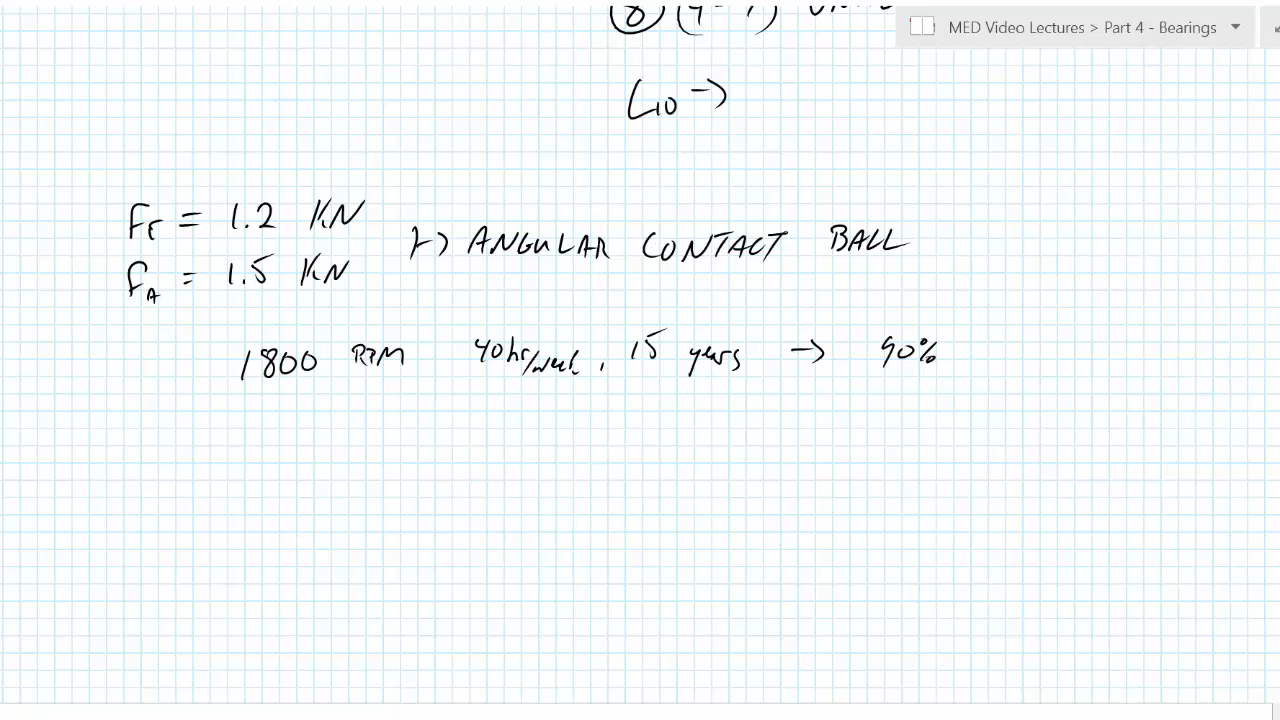 MED Video Lectures > Part 4 - Bearings
L10 →
Fr = 1.2 KN
FA = 1.5 KN
ANGULAR CONTACT BALL
1800 RPM 40hr/week, 15 years → 90%